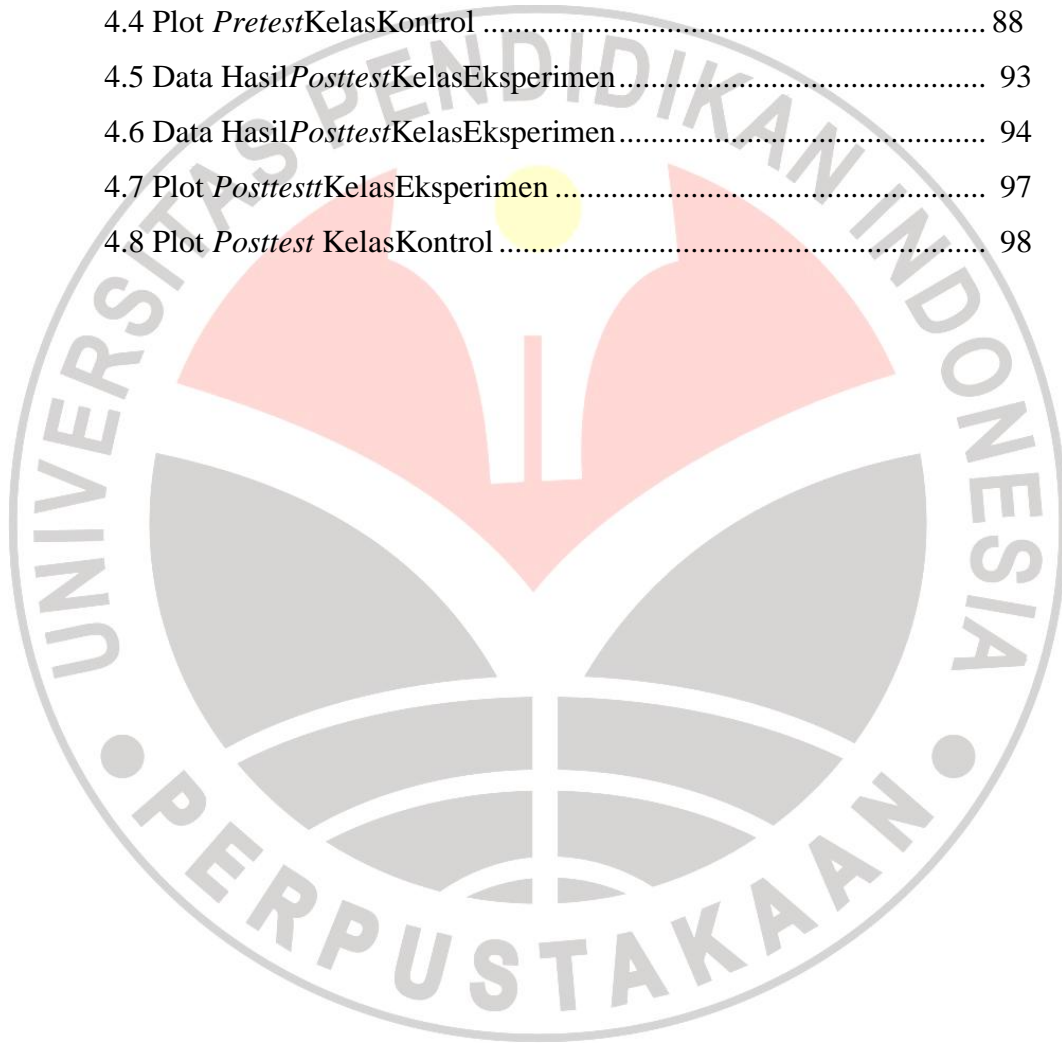 4.4 Plot PretestKelasKontrol ........................................................ 88
4.5 Data HasilPosttestKelasEksperimen ......................................... 93
4.6 Data HasilPosttestKelasEksperimen ......................................... 94
4.7 Plot PosttesttKelasEksperimen ................................................ 97
4.8 Plot Posttest KelasKontrol ...................................................... 98
UNIVERSITAS PENDIDIKAN INDONESIA
• PERPUSTAKAAN •